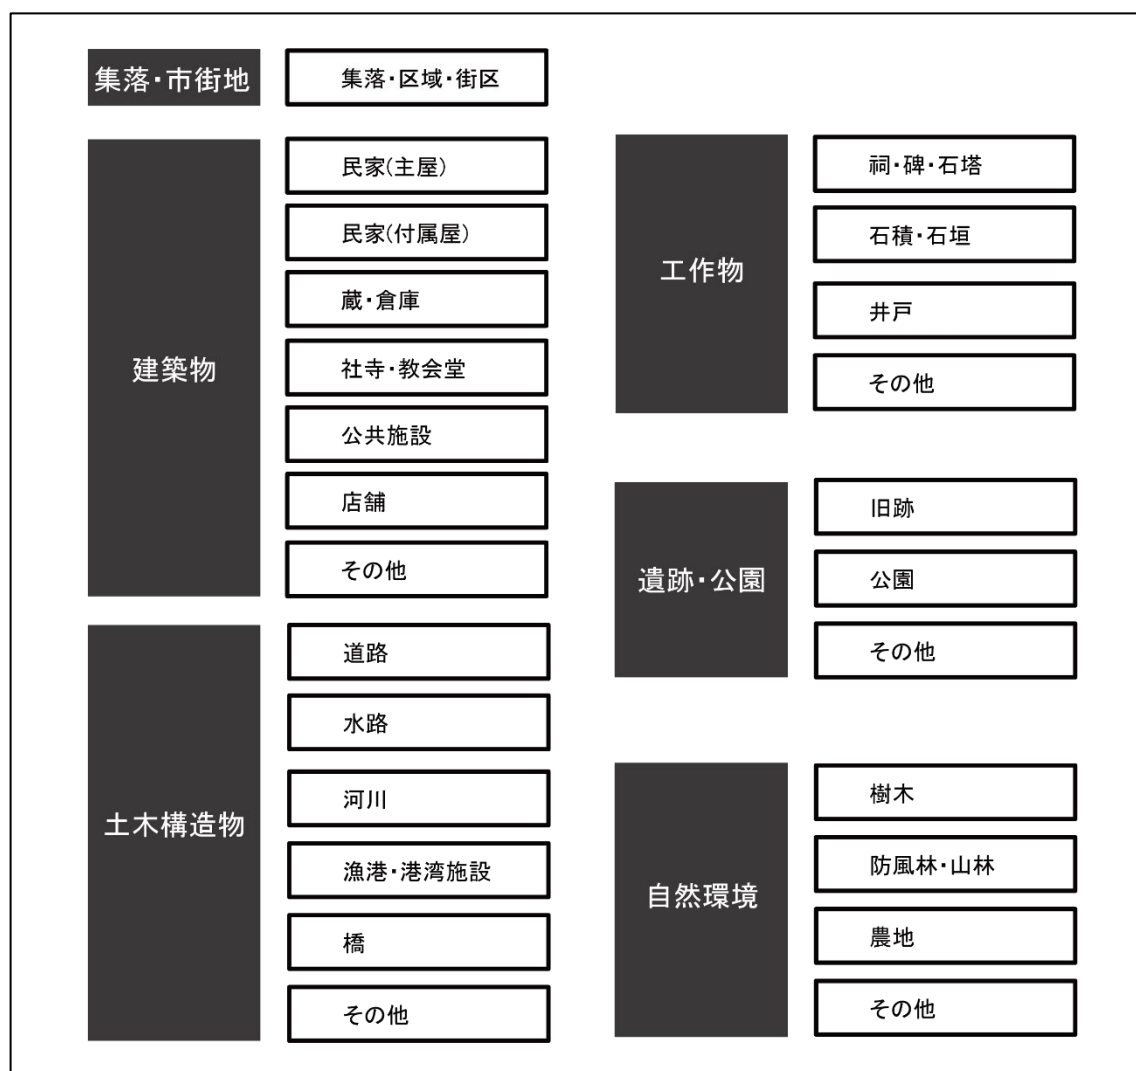 集落・市街地
集落・区域・街区
建築物
民家(主屋)
民家(付属屋)
蔵・倉庫
社寺・教会堂
公共施設
店舗
その他
土木構造物
道路
水路
河川
漁港・港湾施設
橋
その他
工作物
祠・碑・石塔
石積・石垣
井戸
その他
遺跡・公園
旧跡
公園
その他
自然環境
樹木
防風林・山林
農地
その他